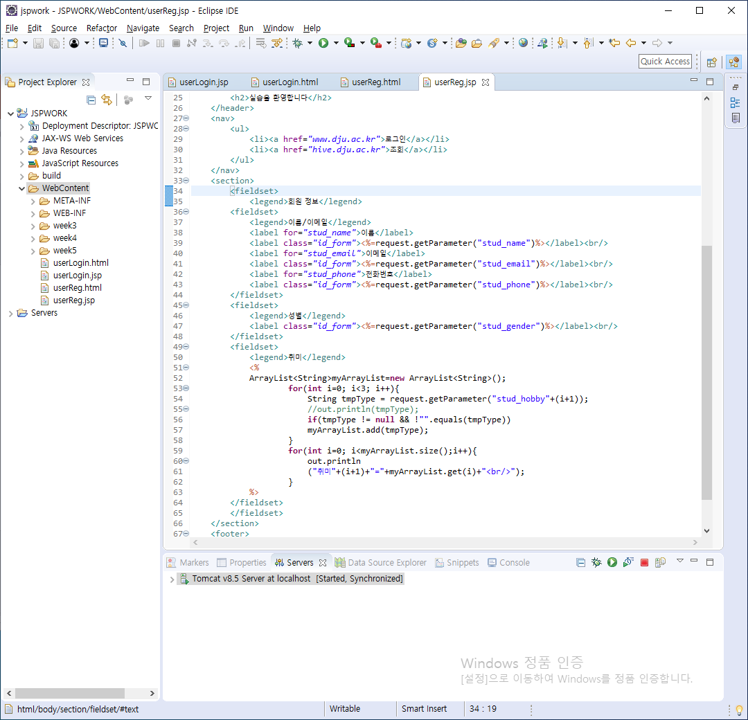 jspwork - JSPWORK/WebContent/userReg.jsp - Eclipse IDE
File Edit Source Refactor Navigate Search Project Run Window Help
Quick Access
Project Explorer
userLogin.jsp userLogin.html userReg.html userReg.jsp
JSPWORK
Deployment Descriptor: JSPWO
JAX-WS Web Services
Java Resources
JavaScript Resources
build
WebContent
META-INF
WEB-INF
week3
week4
week5
userLogin.html
userLogin.jsp
userReg.html
userReg.jsp
Servers
25 <h2>실습을 환영합니다</h2>
26 </header>
27 <nav>
28 <ul>
29 <li><a href="www.dju.ac.kr">로그인</a></li>
30 <li><a href="hive.dju.ac.kr">조회</a></li>
31 </ul>
32 </nav>
33 <section>
34 <fieldset>
35 <legend>회원 정보</legend>
36 <fieldset>
37 <legend>이름/이메일</legend>
38 <label for="stud_name">이름</label>
39 <label class="id_form"><%=request.getParameter("stud_name")%></label><br/>
40 <label for="stud_email">이메일</label>
41 <label class="id_form"><%=request.getParameter("stud_email")%></label><br/>
42 <label for="stud_phone">전화번호</label>
43 <label class="id_form"><%=request.getParameter("stud_phone")%></label><br/>
44 </fieldset>
45 <fieldset>
46 <legend>성별</legend>
47 <label class="id_form"><%=request.getParameter("stud_gender")%></label><br/>
48 </fieldset>
49 <fieldset>
50 <legend>취미</legend>
51 <%
52 ArrayList<String>myArrayList=new ArrayList<String>();
53 for(int i=0; i<3; i++){
54 String tmpType = request.getParameter("stud_hobby"+(i+1));
55 //out.println(tmpType);
56 if(tmpType != null && !"".equals(tmpType))
57 myArrayList.add(tmpType);
58 }
59 for(int i=0; i<myArrayList.size();i++){
60 out.println
61 ("취미"+(i+1)+"="+myArrayList.get(i)+"<br/>");
62 }
63 %>
64 </fieldset>
65 </fieldset>
66 </section>
67 <footer>
Markers Properties Servers Data Source Explorer Snippets Console
Tomcat v8.5 Server at localhost [Started, Synchronized]
Windows 정품 인증
[설정]으로 이동하여 Windows를 정품 인증합니다.
html/body/section/fieldset/#text Writable Smart Insert 34 : 19